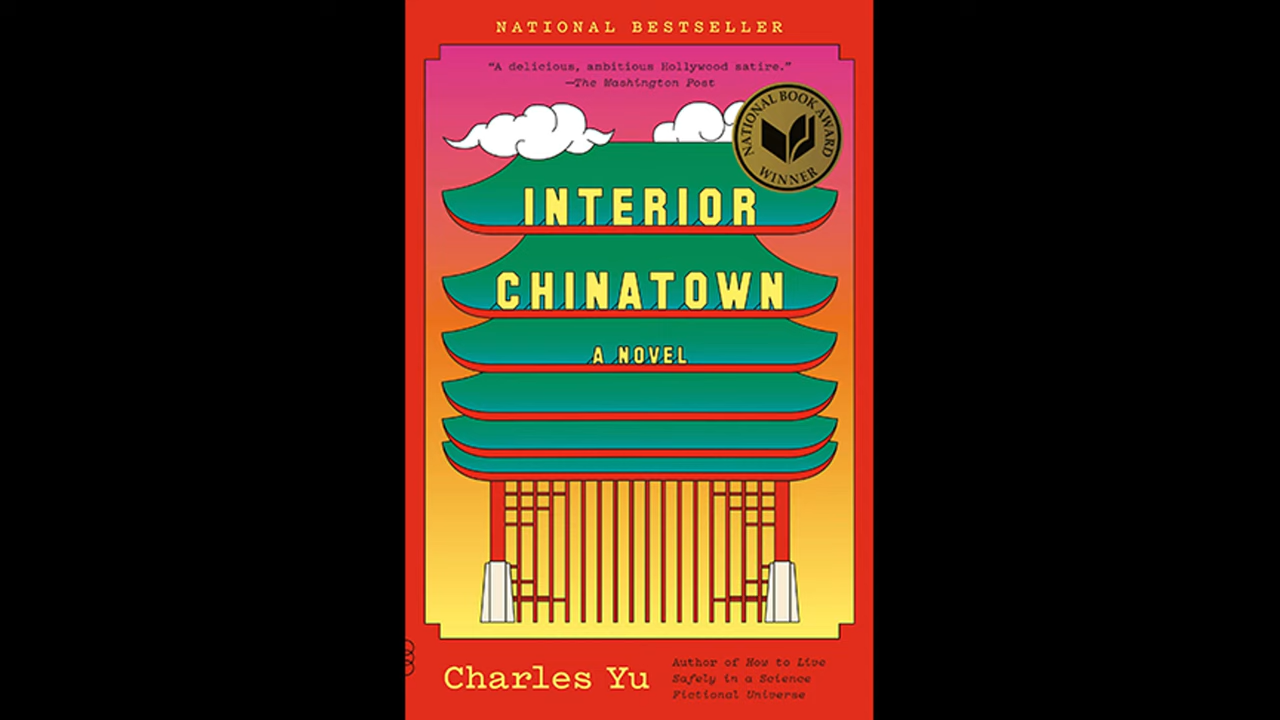 NATIONAL BESTSELLER
“A delicious, ambitious Hollywood satire.”
—The Washington Post
NATIONAL BOOK AWARD
WINNER
INTERIOR
CHINATOWN
A NOVEL
Charles Yu
Author of How to Live
Safely in a Science
Fictional Universe